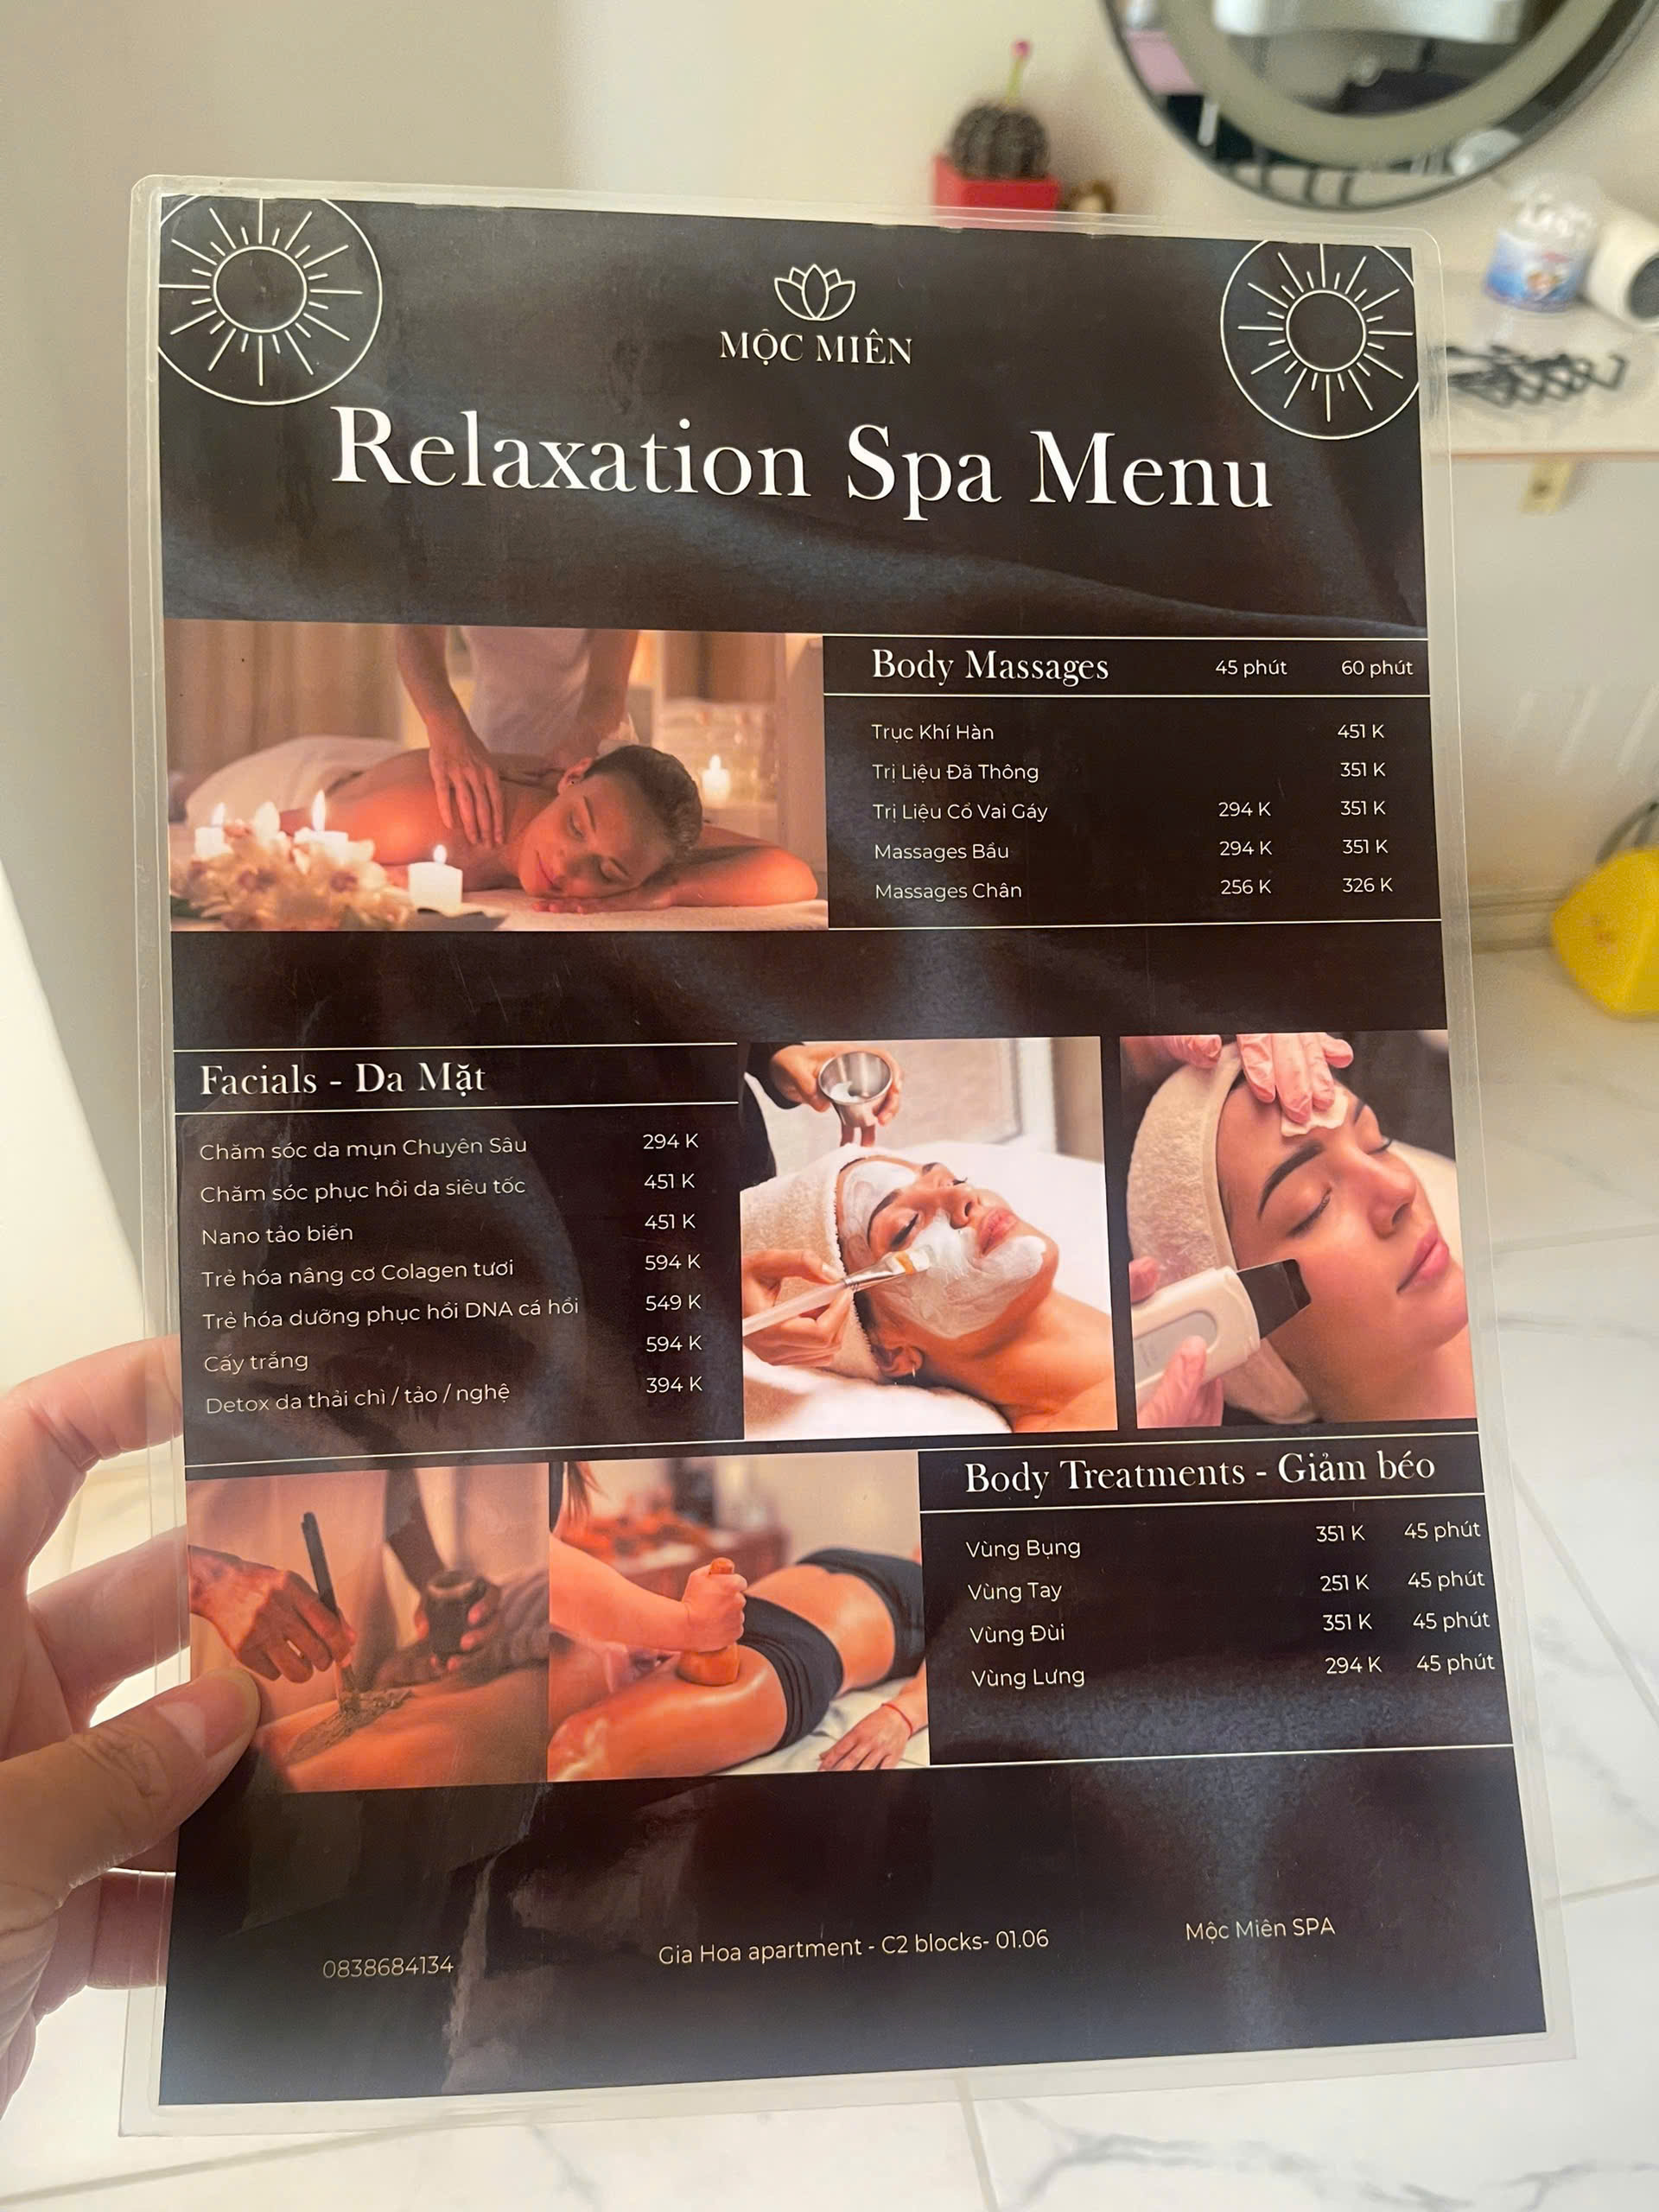 MỘC MIÊN
Relaxation Spa Menu
Body Massages 45 phút 60 phút
Trục Khí Hàn 451 K
Trị Liệu Đã Thông 351 K
Trị Liệu Cổ Vai Gáy 294 K 351 K
Massages Bầu 294 K 351 K
Massages Chân 256 K 326 K
Facials - Da Mặt
Chăm sóc da mụn Chuyên Sâu 294 K
Chăm sóc phục hồi da siêu tốc 451 K
Nano tảo biển 451 K
Trẻ hóa nâng cơ Colagen tươi 594 K
Trẻ hóa dưỡng phục hồi DNA cá hồi 549 K
Cấy trắng 594 K
Detox da thải chì / tảo / nghệ 394 K
Body Treatments - Giảm béo
Vùng Bụng 351 K 45 phút
Vùng Tay 251 K 45 phút
Vùng Đùi 351 K 45 phút
Vùng Lưng 294 K 45 phút
0838684134 Gia Hoa apartment - C2 blocks- 01.06 Mộc Miên SPA